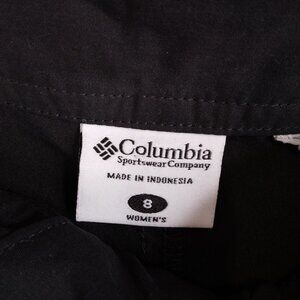 Columbia
Sportswear Company
MADE IN INDONESIA
8
WOMEN'S